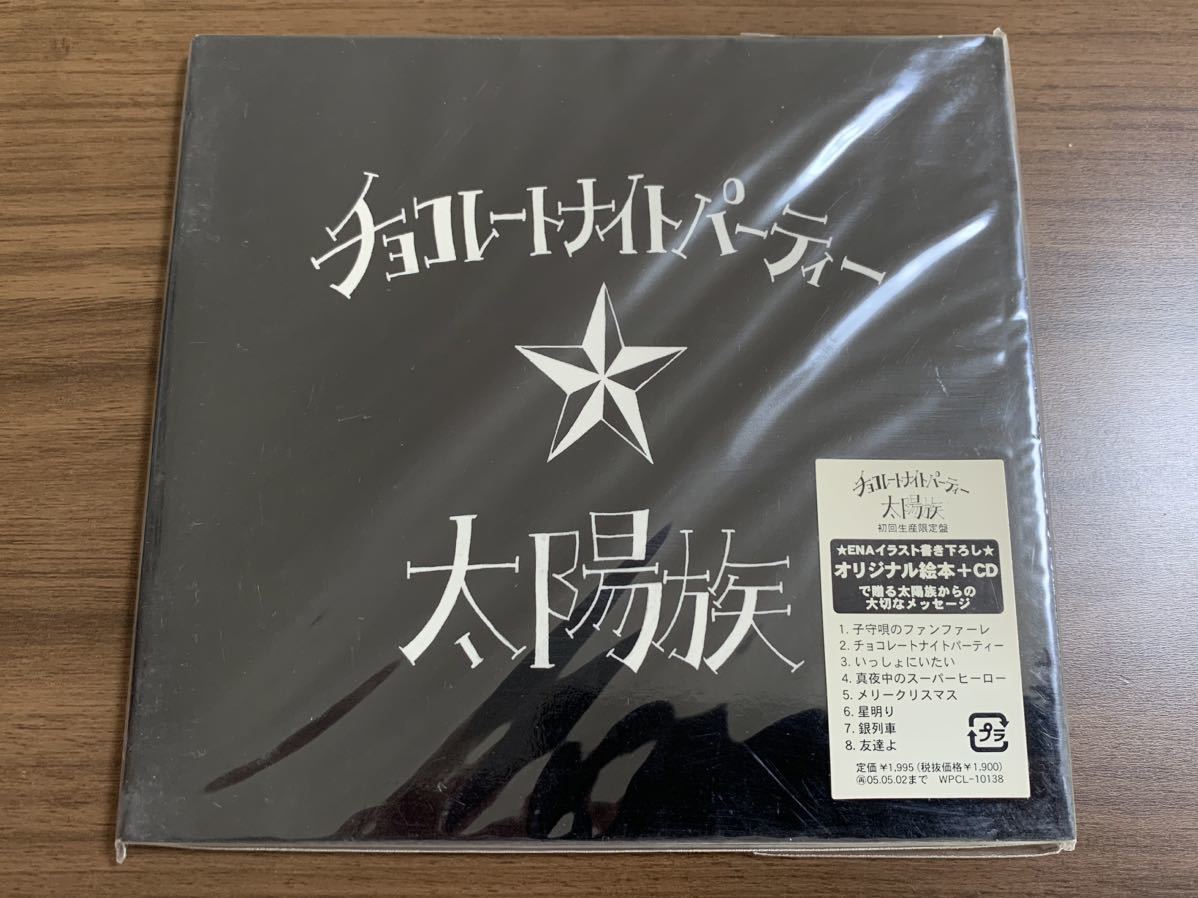 チョコレートナイトパーティー
太陽族
チョコレートナイトパーティー
太陽族
初回生産限定盤
★ENAイラスト書き下ろし★
オリジナル絵本＋CD
で贈る太陽族からの
大切なメッセージ
1. 子守唄のファンファーレ
2. チョコレートナイトパーティー
3. いっしょにいたい
4. 真夜中のスーパーヒーロー
5. メリークリスマス
6. 星明り
7. 銀列車
8. 友達よ
プラ
定価 ￥1,995（税抜価格￥1,900）
㋷05.05.02まで WPCL-10138